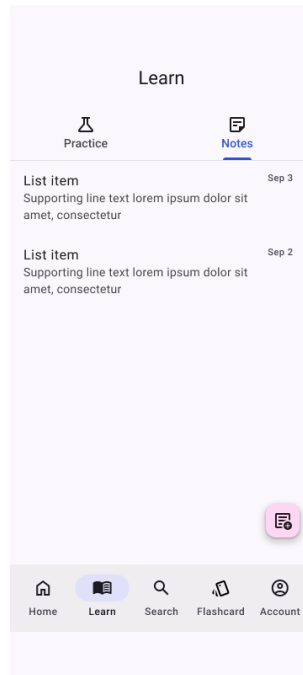 Learn
Practice
Notes
List item
Sep 3
Supporting line text lorem ipsum dolor sit
amet, consectetur
List item
Sep 2
Supporting line text lorem ipsum dolor sit
amet, consectetur
Home
Learn
Search
Flashcard
Account